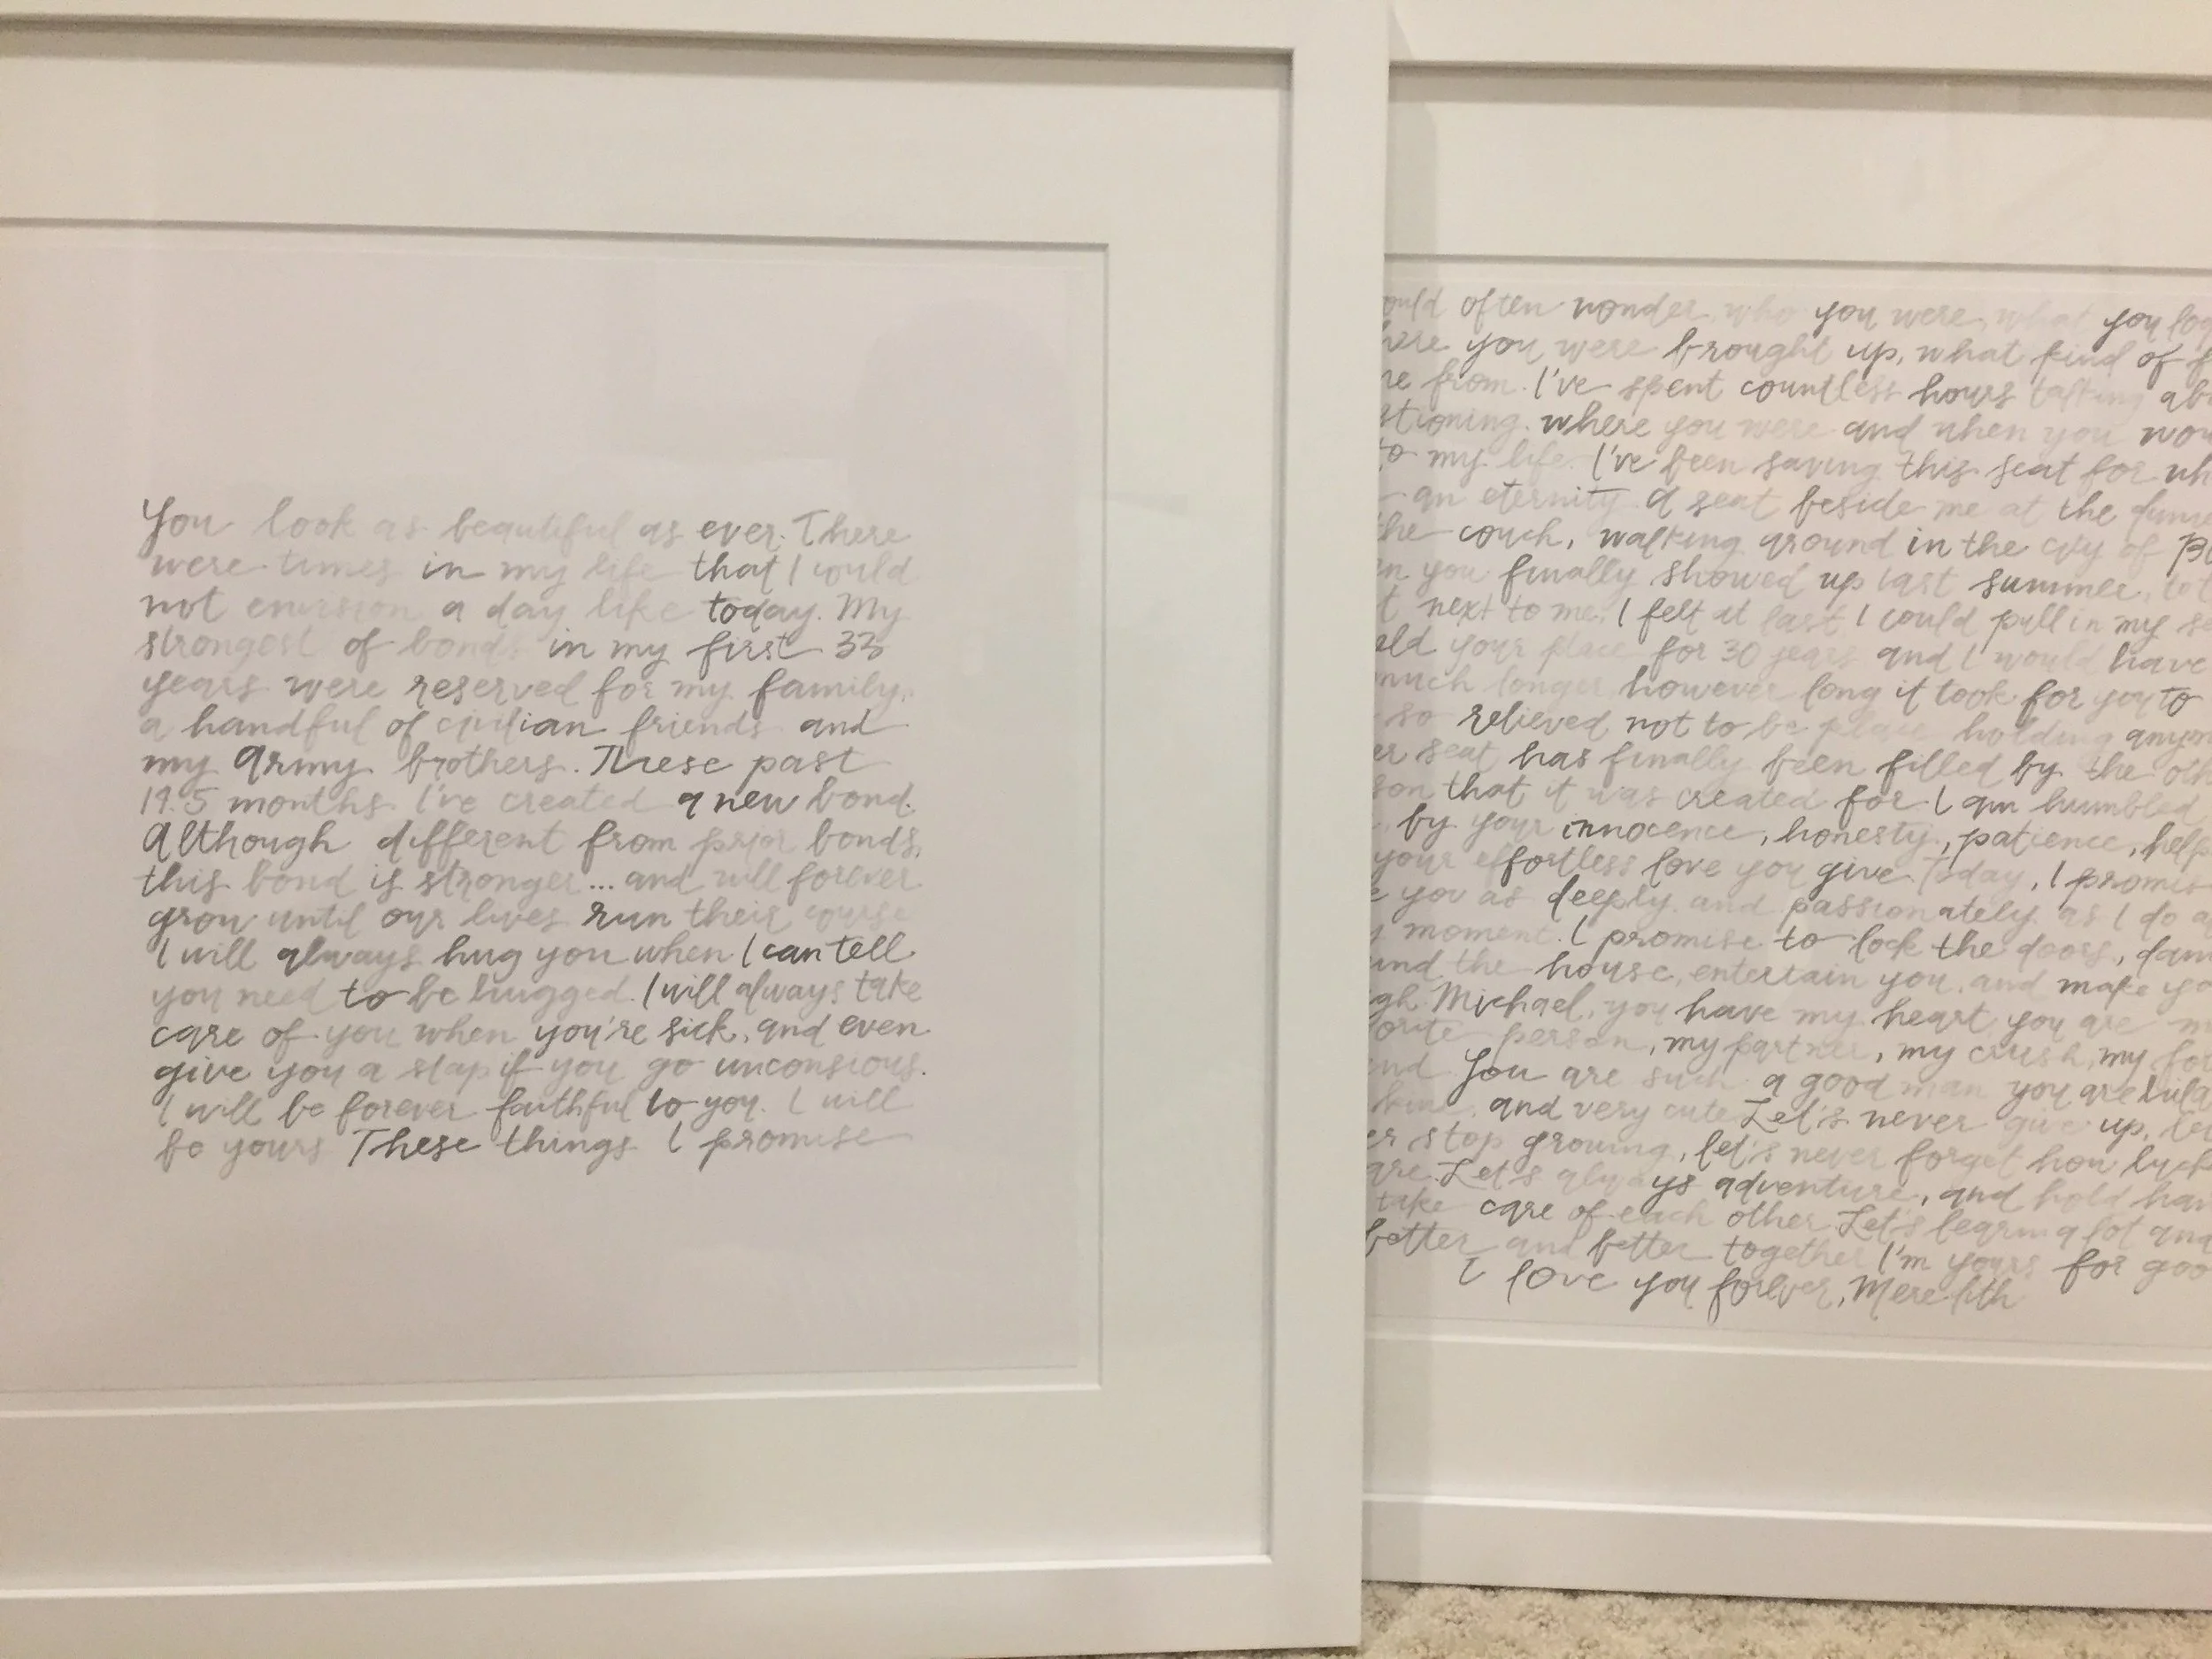 You look as beautiful as ever. There
were times in my life that I could
not envision a day like today. My
strongest of bonds in my first 33
years were reserved for my family,
a handful of civilian friends and
my Army brothers. These past
19.5 months I've created a new bond.
Although different from prior bonds,
this bond is stronger... and will forever
grow until our lives run their course
I will always hug you when I can tell
you need to be hugged. I will always take
care of you when you're sick, and even
give you a slap if you go unconsious.
I will be forever faithful to you. I will
be yours These things I promise
often wonder who you were, what you
you were brought up, what kind of
from. I've spent countless hours talking
where you were and when you
to my life. I've been saving this seat for
an eternity. A seat beside me at the
the couch, walking around in the city of
you finally showed up last summer,
next to me. I felt at last I could pull in my
your place for 30 years and I would have
much longer, however long it took for you to
so relieved not to be place holding
seat has finally been filled by the
that it was created for. I am humbled
by your innocence, honesty, patience,
your effortless love you give. Today, I
you as deeply and passionately as I do
moment. I promise to lock the doors,
the house, entertain you, and make
Michael, you have my heart you are
person, my partner, my crush, my
You are such a good man you are
and very cute Let's never give up,
stop growing, let's never forget how
Let's always adventure, and hold
take care of each other Let's learn a lot and
better and better together I'm yours for
I love you forever, Meredith